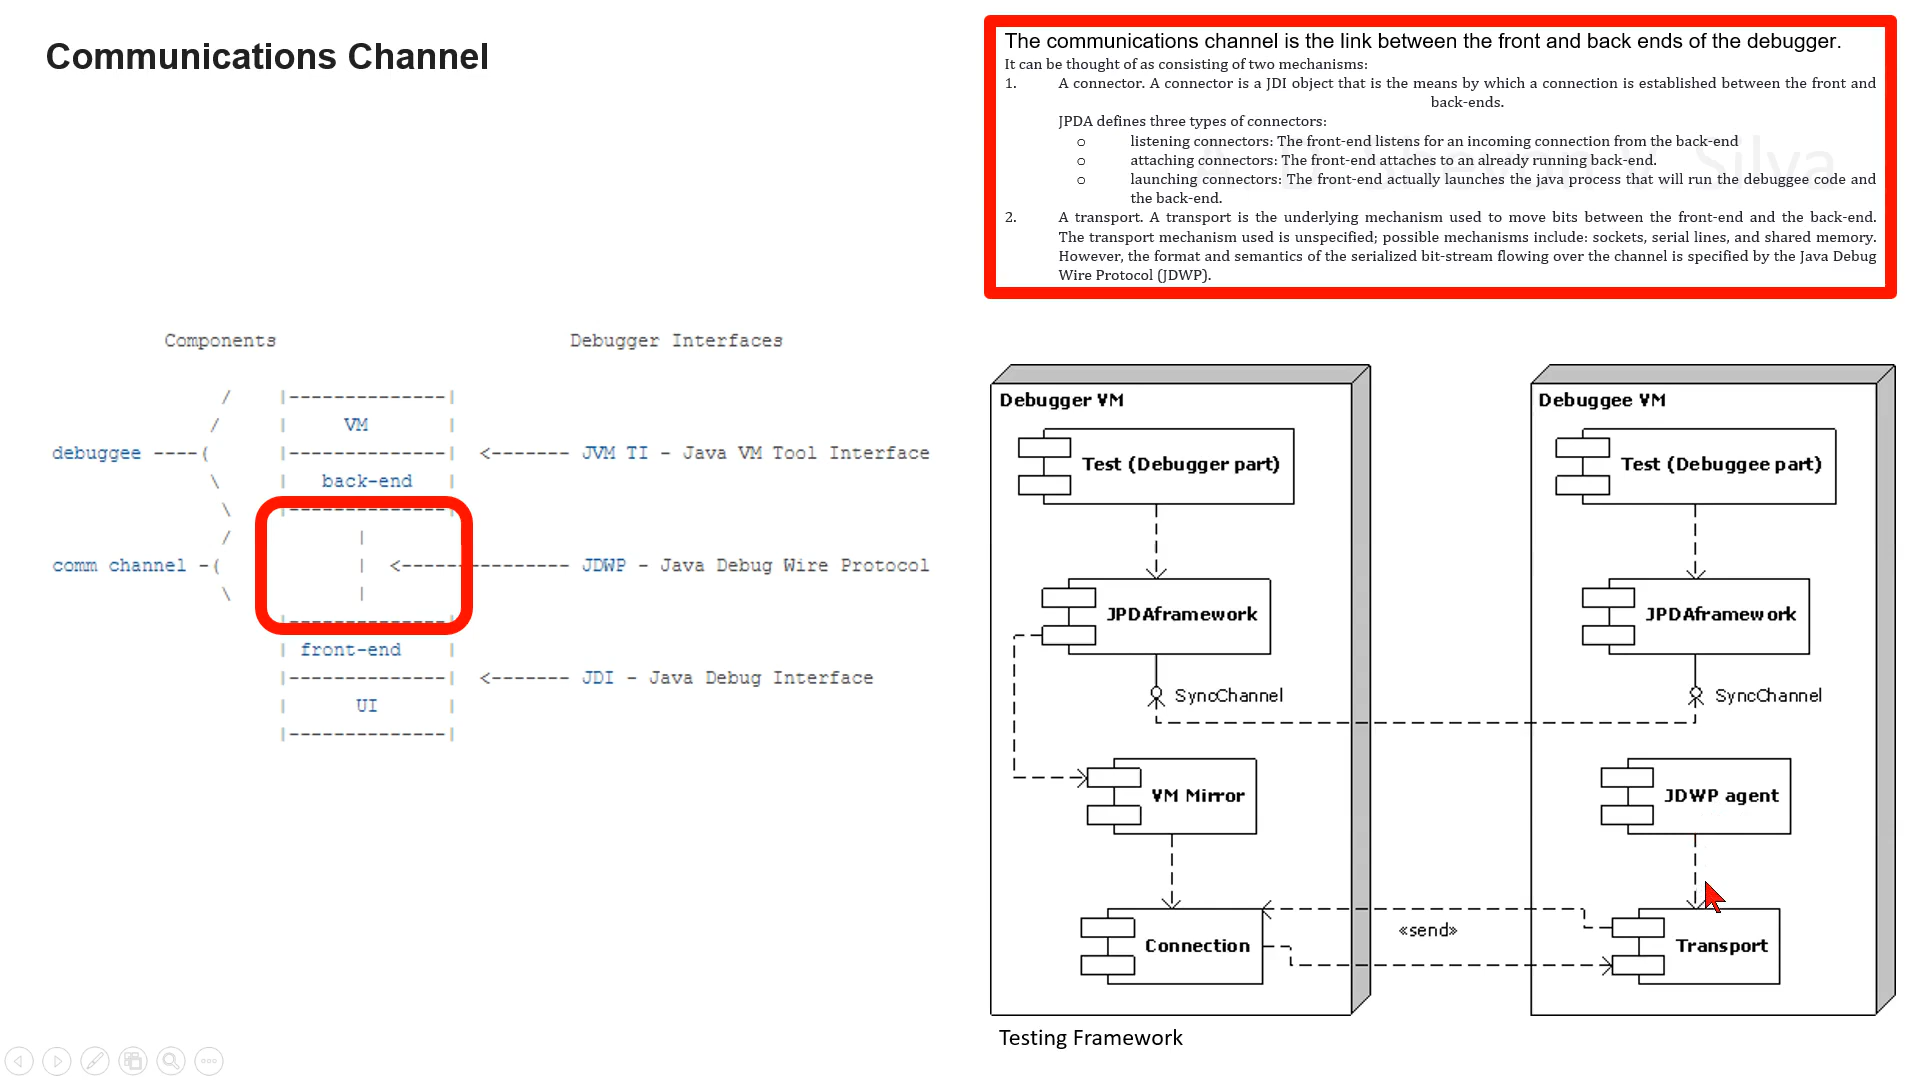 Communications Channel
The communications channel is the link between the front and back ends of the debugger.
It can be thought of as consisting of two mechanisms:
1. A connector. A connector is a JDI object that is the means by which a connection is established between the front and
back-ends.
JPDA defines three types of connectors:
o listening connectors: The front-end listens for an incoming connection from the back-end
o attaching connectors: The front-end attaches to an already running back-end.
o launching connectors: The front-end actually launches the java process that will run the debuggee code and
the back-end.
2. A transport. A transport is the underlying mechanism used to move bits between the front-end and the back-end.
The transport mechanism used is unspecified; possible mechanisms include: sockets, serial lines, and shared memory.
However, the format and semantics of the serialized bit-stream flowing over the channel is specified by the Java Debug
Wire Protocol (JDWP).
Silva
Components Debugger Interfaces
/ |--------------|
/ | VM |
debuggee ----( |--------------| <------- JVM TI - Java VM Tool Interface
\ | back-end |
\ |--------------|
/ |
comm channel -( | <--------------- JDWP - Java Debug Wire Protocol
\ |
|--------------|
| front-end |
|--------------| <------- JDI - Java Debug Interface
| UI |
|--------------|
Debugger VM
Test (Debugger part)
JPDAframework
SyncChannel
VM Mirror
Connection
«send»
Debuggee VM
Test (Debuggee part)
JPDAframework
SyncChannel
JDWP agent
Transport
Testing Framework